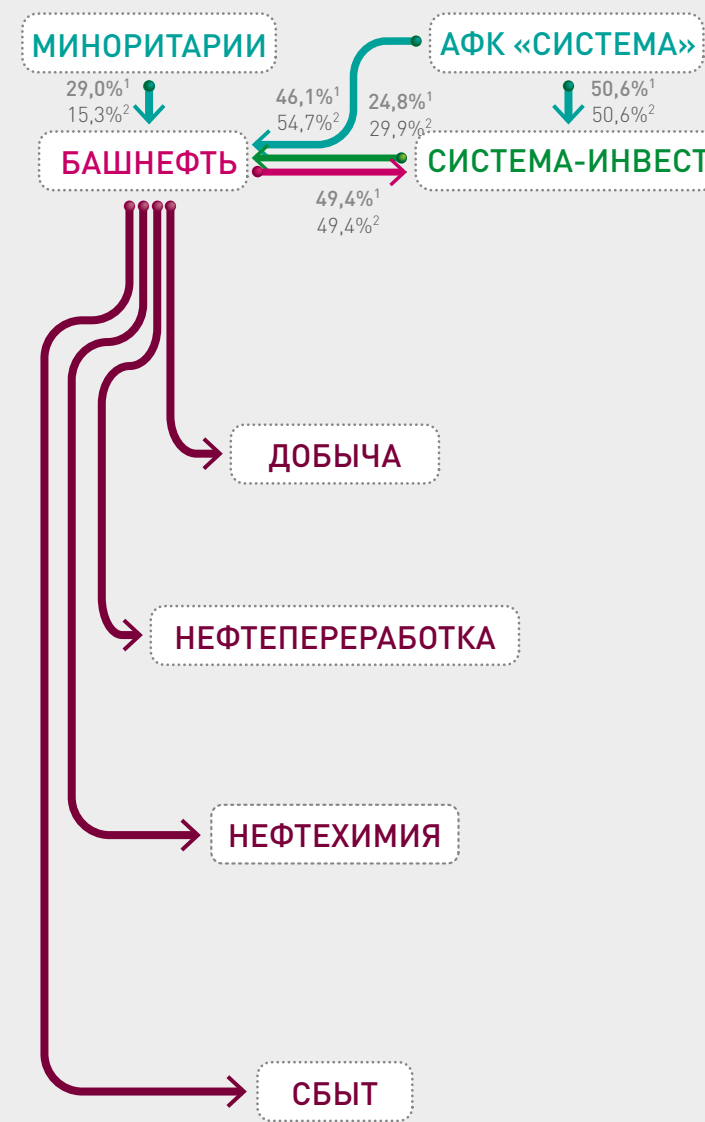 МИНОРИТАРИИ
АФК «СИСТЕМА»
29,0%¹
15,3%²
46,1%¹
54,7%²
24,8%¹
29,9%²
50,6%¹
50,6%²
БАШНЕФТЬ
СИСТЕМА-ИНВЕСТ
49,4%¹
49,4%²
ДОБЫЧА
НЕФТЕПЕРЕРАБОТКА
НЕФТЕХИМИЯ
СБЫТ